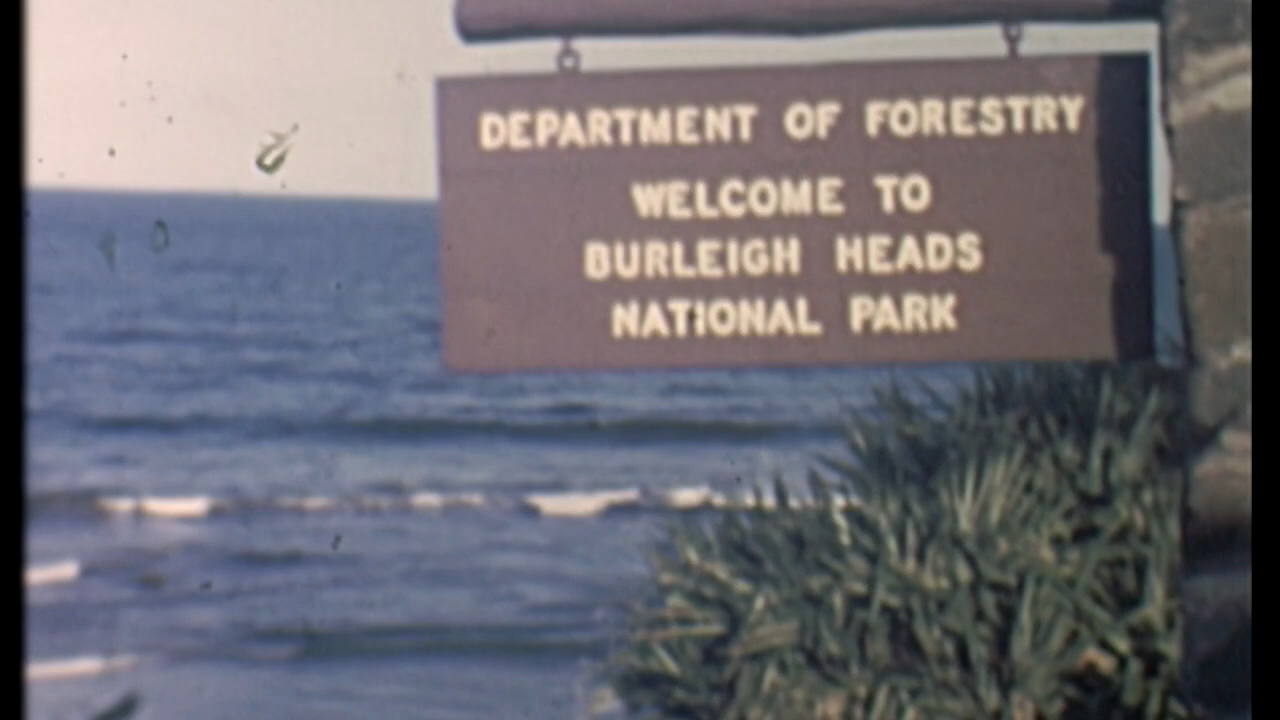 DEPARTMENT OF FORESTRY
WELCOME TO
BURLEIGH HEADS
NATIONAL PARK